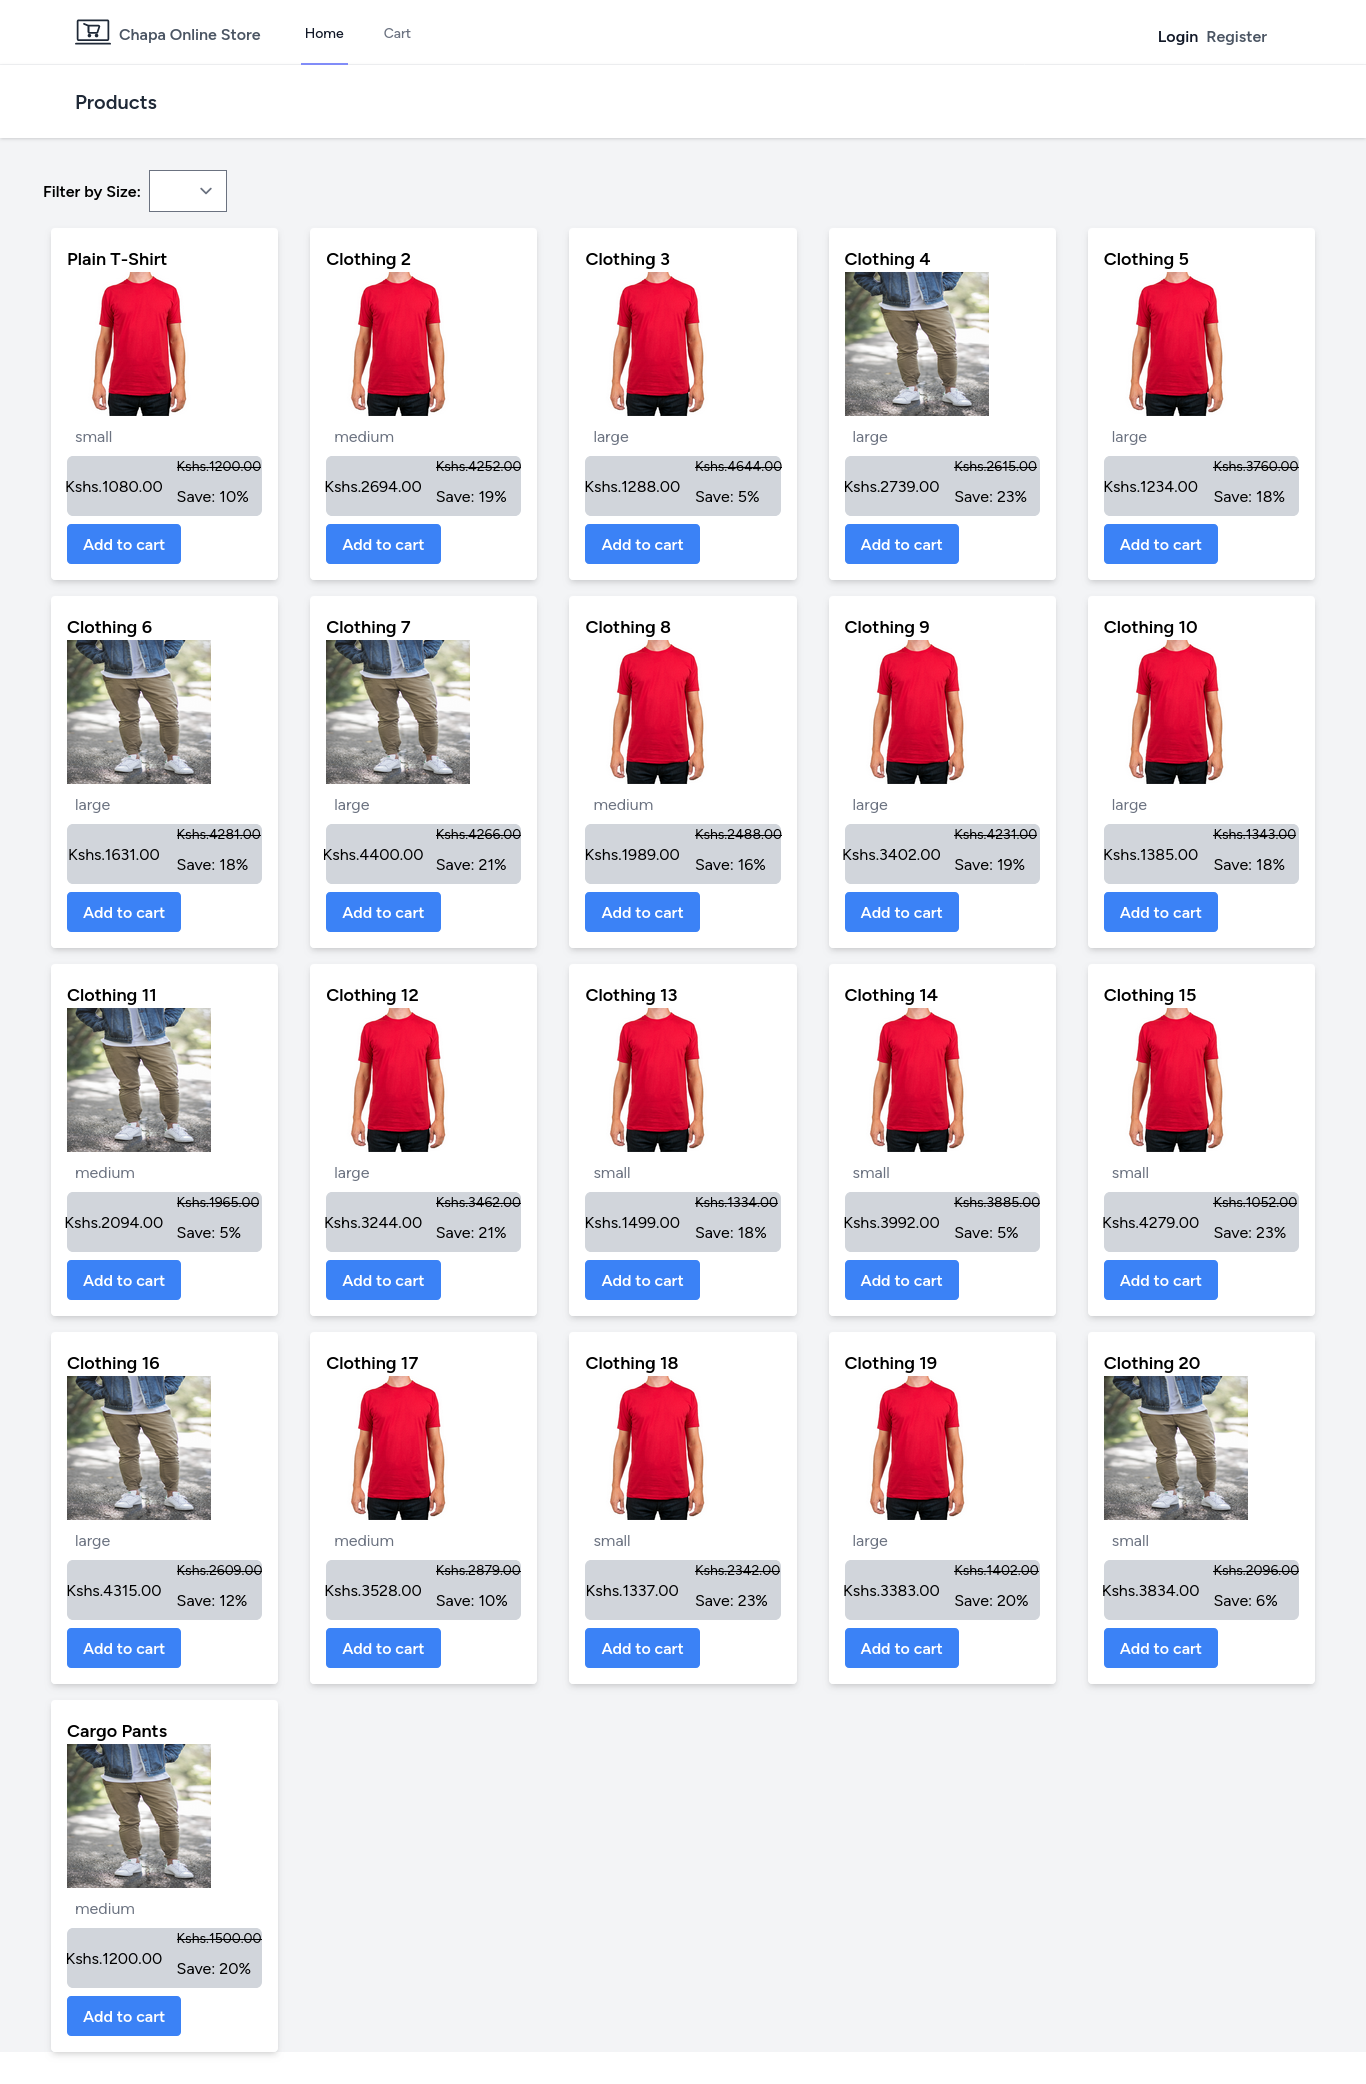 Chapa Online Store Home Cart Login Register
Products
Filter by Size:
Plain T-Shirt Clothing 2 Clothing 3 Clothing 4 Clothing 5
small medium large large large
Kshs.1200.00 Kshs.4252.00 Kshs.4644.00 Kshs.2615.00 Kshs.3760.00
Kshs.1080.00 Kshs.2694.00 Kshs.1288.00 Kshs.2739.00 Kshs.1234.00
Save: 10% Save: 19% Save: 5% Save: 23% Save: 18%
Add to cart Add to cart Add to cart Add to cart Add to cart
Clothing 6 Clothing 7 Clothing 8 Clothing 9 Clothing 10
large large medium large large
Kshs.4281.00 Kshs.4266.00 Kshs.2488.00 Kshs.4231.00 Kshs.1343.00
Kshs.1631.00 Kshs.4400.00 Kshs.1989.00 Kshs.3402.00 Kshs.1385.00
Save: 18% Save: 21% Save: 16% Save: 19% Save: 18%
Add to cart Add to cart Add to cart Add to cart Add to cart
Clothing 11 Clothing 12 Clothing 13 Clothing 14 Clothing 15
medium large small small small
Kshs.1965.00 Kshs.3462.00 Kshs.1334.00 Kshs.3885.00 Kshs.1052.00
Kshs.2094.00 Kshs.3244.00 Kshs.1499.00 Kshs.3992.00 Kshs.4279.00
Save: 5% Save: 21% Save: 18% Save: 5% Save: 23%
Add to cart Add to cart Add to cart Add to cart Add to cart
Clothing 16 Clothing 17 Clothing 18 Clothing 19 Clothing 20
large medium small large small
Kshs.2609.00 Kshs.2879.00 Kshs.2342.00 Kshs.1402.00 Kshs.2096.00
Kshs.4315.00 Kshs.3528.00 Kshs.1337.00 Kshs.3383.00 Kshs.3834.00
Save: 12% Save: 10% Save: 23% Save: 20% Save: 6%
Add to cart Add to cart Add to cart Add to cart Add to cart
Cargo Pants
medium
Kshs.1500.00
Kshs.1200.00
Save: 20%
Add to cart